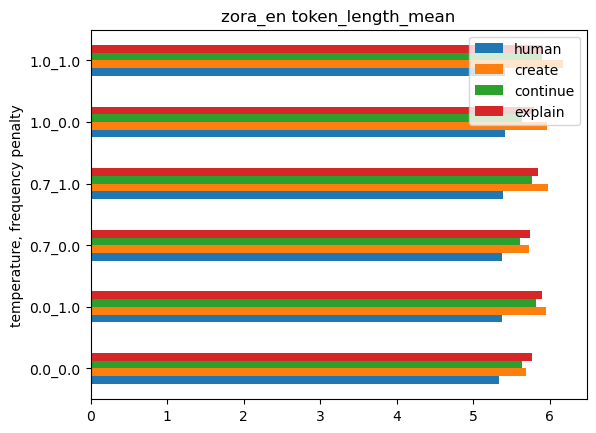 zora_en token_length_mean
human
create
continue
explain
temperature, frequency penalty
1.0_1.0
1.0_0.0
0.7_1.0
0.7_0.0
0.0_1.0
0.0_0.0
0 1 2 3 4 5 6